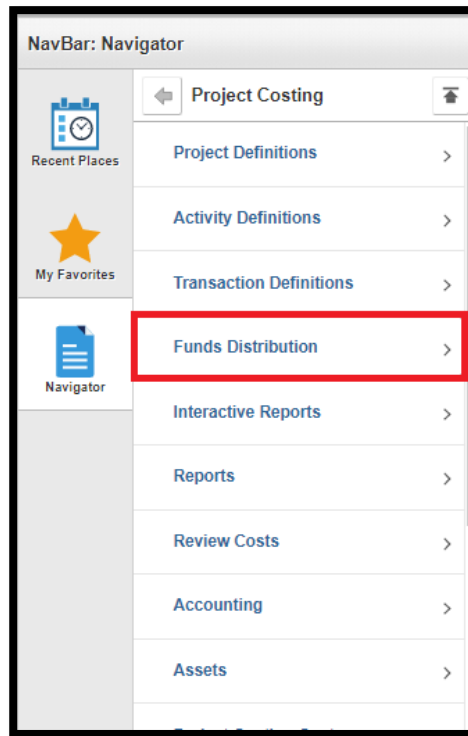 NavBar: Navigator
Project Costing
Recent Places
My Favorites
Navigator
Project Definitions
Activity Definitions
Transaction Definitions
Funds Distribution
Interactive Reports
Reports
Review Costs
Accounting
Assets